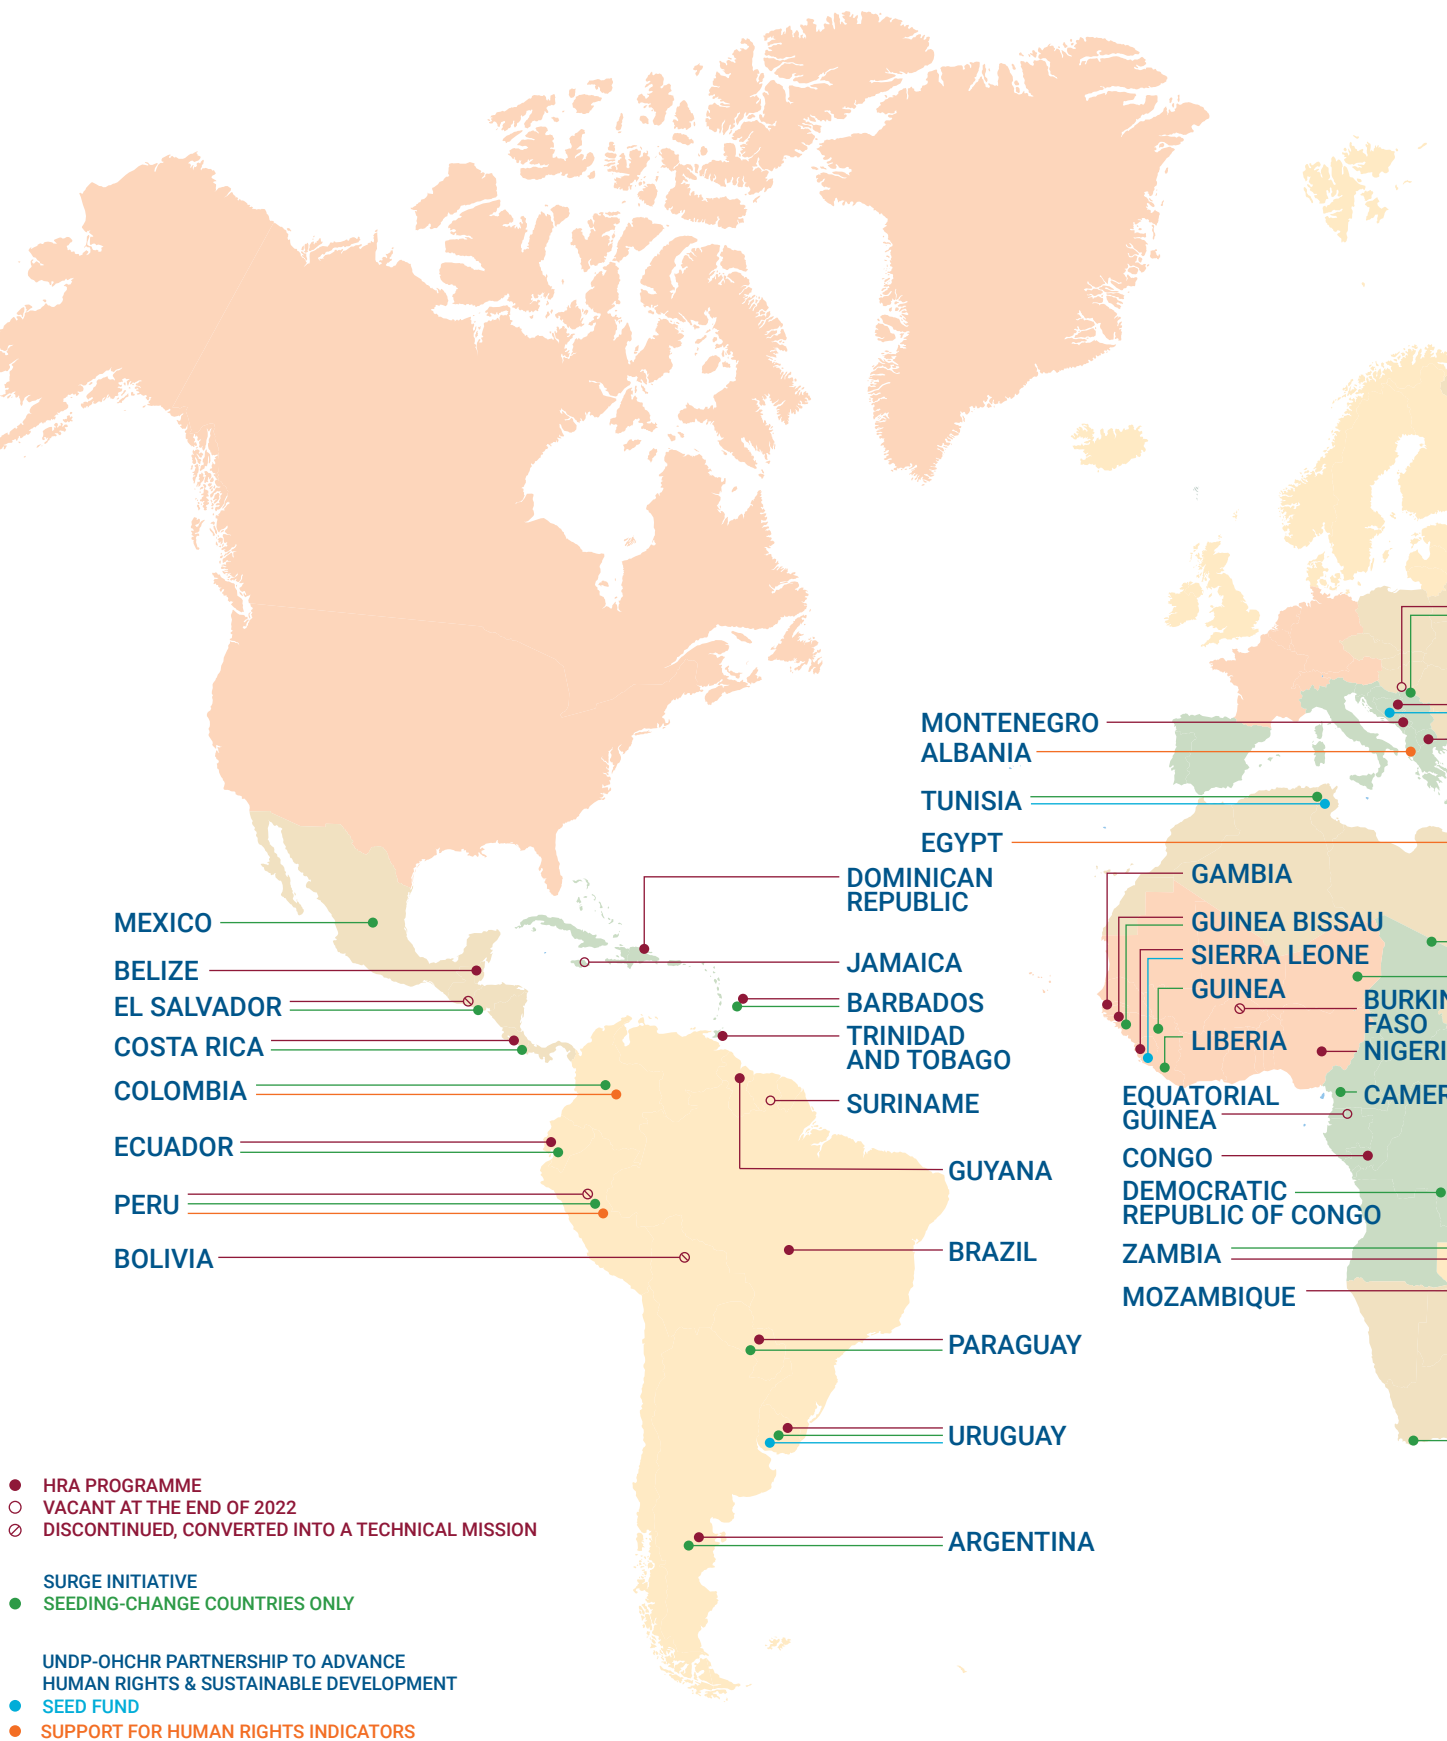 MONTENEGRO
ALBANIA
TUNISIA
EGYPT
DOMINICAN
REPUBLIC
GAMBIA
MEXICO
GUINEA BISSAU
SIERRA LEONE
BELIZE
JAMAICA
GUINEA
EL SALVADOR
BARBADOS
BURKIN
FASO
COSTA RICA
TRINIDAD
AND TOBAGO
LIBERIA
NIGERI
COLOMBIA
SURINAME
EQUATORIAL
GUINEA
CAMER
ECUADOR
GUYANA
CONGO
PERU
DEMOCRATIC
REPUBLIC OF CONGO
BOLIVIA
BRAZIL
ZAMBIA
MOZAMBIQUE
PARAGUAY
URUGUAY
ARGENTINA
HRA PROGRAMME
VACANT AT THE END OF 2022
DISCONTINUED, CONVERTED INTO A TECHNICAL MISSION
SURGE INITIATIVE
SEEDING-CHANGE COUNTRIES ONLY
UNDP-OHCHR PARTNERSHIP TO ADVANCE
HUMAN RIGHTS & SUSTAINABLE DEVELOPMENT
SEED FUND
SUPPORT FOR HUMAN RIGHTS INDICATORS